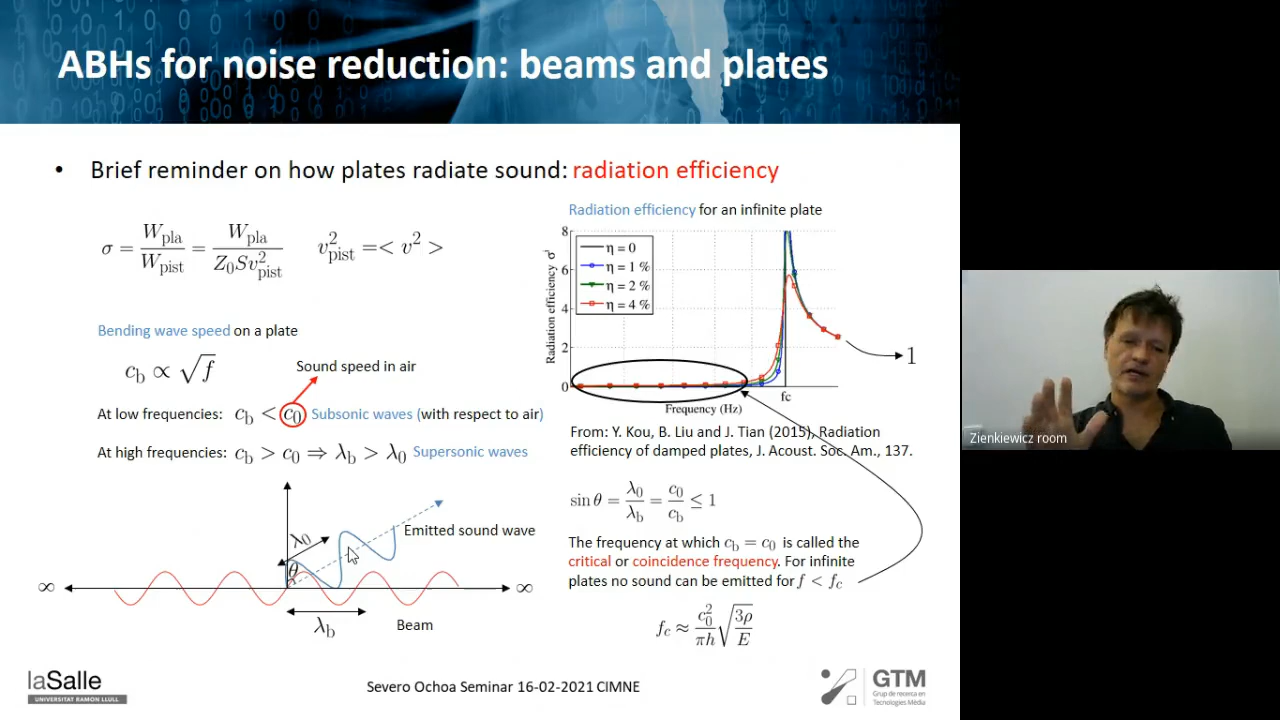 ABHs for noise reduction: beams and plates
• Brief reminder on how plates radiate sound: radiation efficiency
σ = W_pla / W_pist = W_pla / (Z_0 S v²_pist)
v²_pist = < v² >
Bending wave speed on a plate
c_b ∝ √f
Sound speed in air
At low frequencies: c_b < c_0 Subsonic waves (with respect to air)
At high frequencies: c_b > c_0 ⇒ λ_b > λ_0 Supersonic waves
Emitted sound wave
λ_0
θ
∞
∞
λ_b
Beam
Radiation efficiency for an infinite plate
Radiation efficiency σ
8
6
4
2
0
η = 0
η = 1 %
η = 2 %
η = 4 %
1
fc
Frequency (Hz)
From: Y. Kou, B. Liu and J. Tian (2015), Radiation
efficiency of damped plates, J. Acoust. Soc. Am., 137.
sin θ = λ_0 / λ_b = c_0 / c_b ≤ 1
The frequency at which c_b = c_0 is called the
critical or coincidence frequency. For infinite
plates no sound can be emitted for f < f_c
f_c ≈ c_0² / (πh) √(3ρ / E)
laSalle
UNIVERSITAT RAMON LLULL
Severo Ochoa Seminar 16-02-2021 CIMNE
GTM
Grup de recerca en
Tecnologies Mèdia
Zienkiewicz room